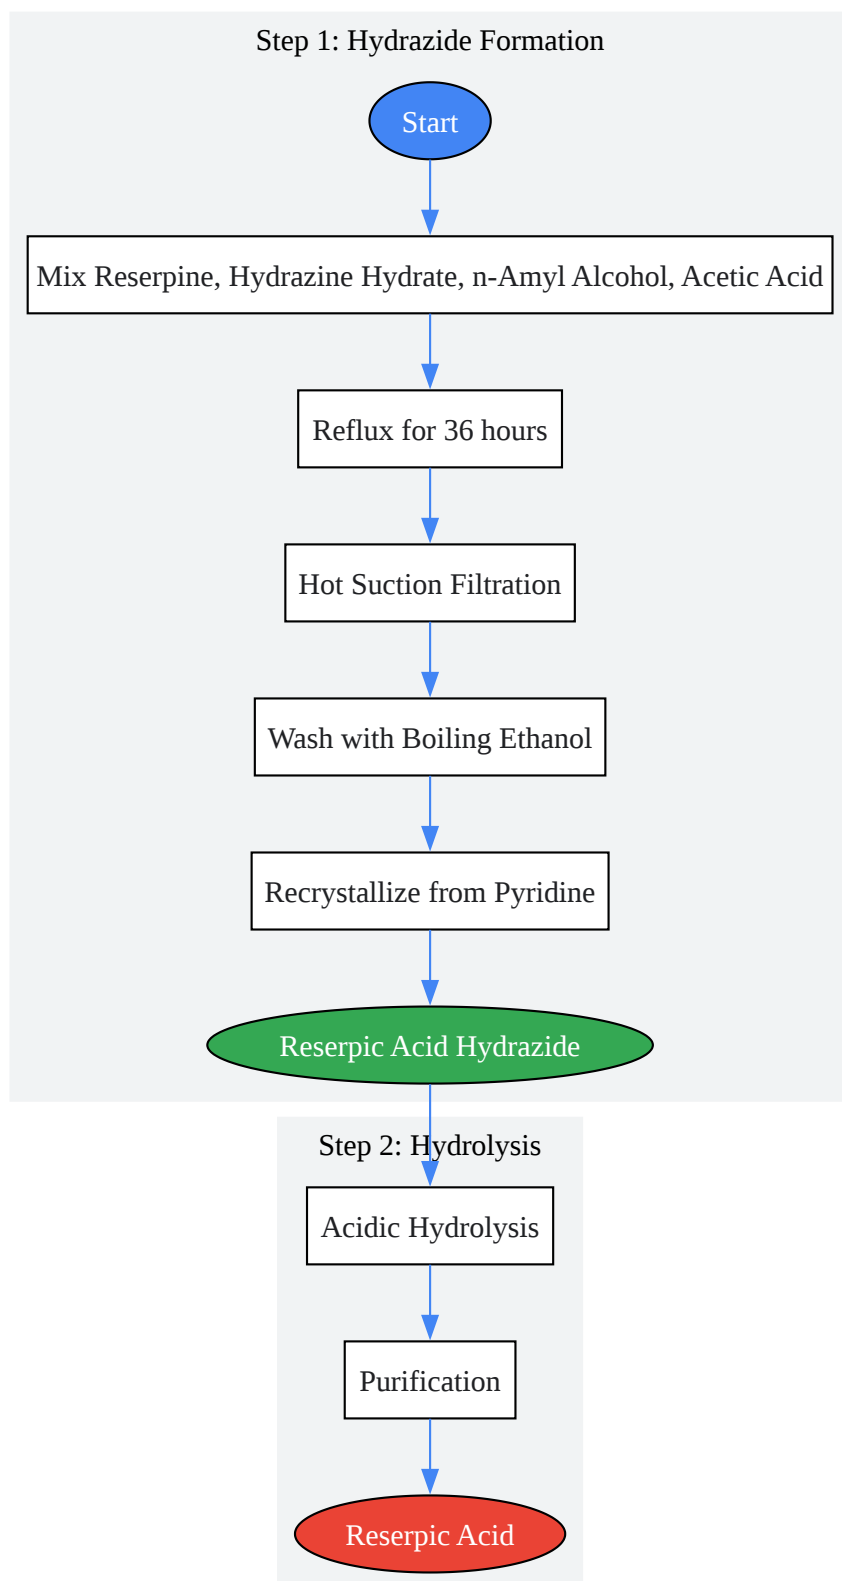 Step 1: Hydrazide Formation
Start
Mix Reserpine, Hydrazine Hydrate, n-Amyl Alcohol, Acetic Acid
Reflux for 36 hours
Hot Suction Filtration
Wash with Boiling Ethanol
Recrystallize from Pyridine
Reserpic Acid Hydrazide
Step 2: Hydrolysis
Acidic Hydrolysis
Purification
Reserpic Acid